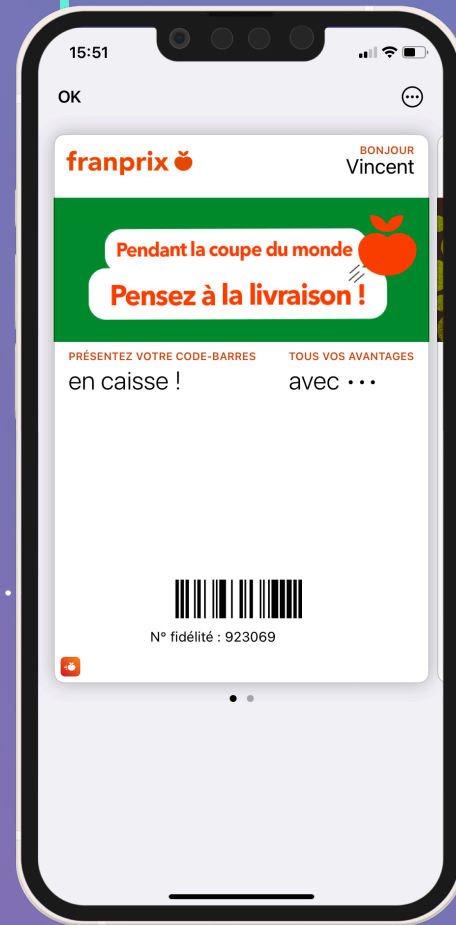 15:51
OK
franprix
BONJOUR
Vincent
Pendant la coupe du monde
Pensez à la livraison !
PRÉSENTEZ VOTRE CODE-BARRES
en caisse !
TOUS VOS AVANTAGES
avec ···
N° fidélité : 923069